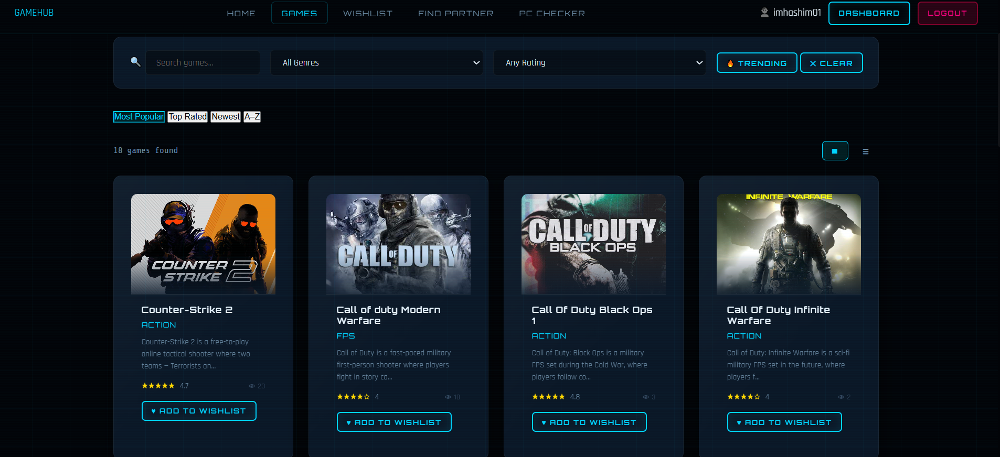 GAMEHUB HOME GAMES WISHLIST FIND PARTNER PC CHECKER imhashim01 DASHBOARD LOGOUT
Search games... All Genres Any Rating TRENDING CLEAR
Most Popular Top Rated Newest A–Z
18 games found
COUNTER
STRIKE 2
Counter-Strike 2
ACTION
Counter-Strike 2 is a free-to-play
online tactical shooter where two
teams – Terrorists an...
★★★★★ 4.7 23
♥ ADD TO WISHLIST
CALL OF DUTY
Call of duty Modern
Warfare
FPS
Call of Duty is a fast-paced military
first-person shooter where players
fight in story ca...
★★★★☆ 4 10
♥ ADD TO WISHLIST
CALL OF DUTY
BLACK OPS
Call Of Duty Black Ops
1
ACTION
Call of Duty: Black Ops is a military
FPS set during the Cold War, where
players follow co...
★★★★★ 4.8 3
♥ ADD TO WISHLIST
INFINITE WARFARE
Call Of Duty Infinite
Warfare
ACTION
Call of Duty: Infinite Warfare is a sci-fi
military FPS set in the future, where
players f...
★★★★☆ 4 2
♥ ADD TO WISHLIST